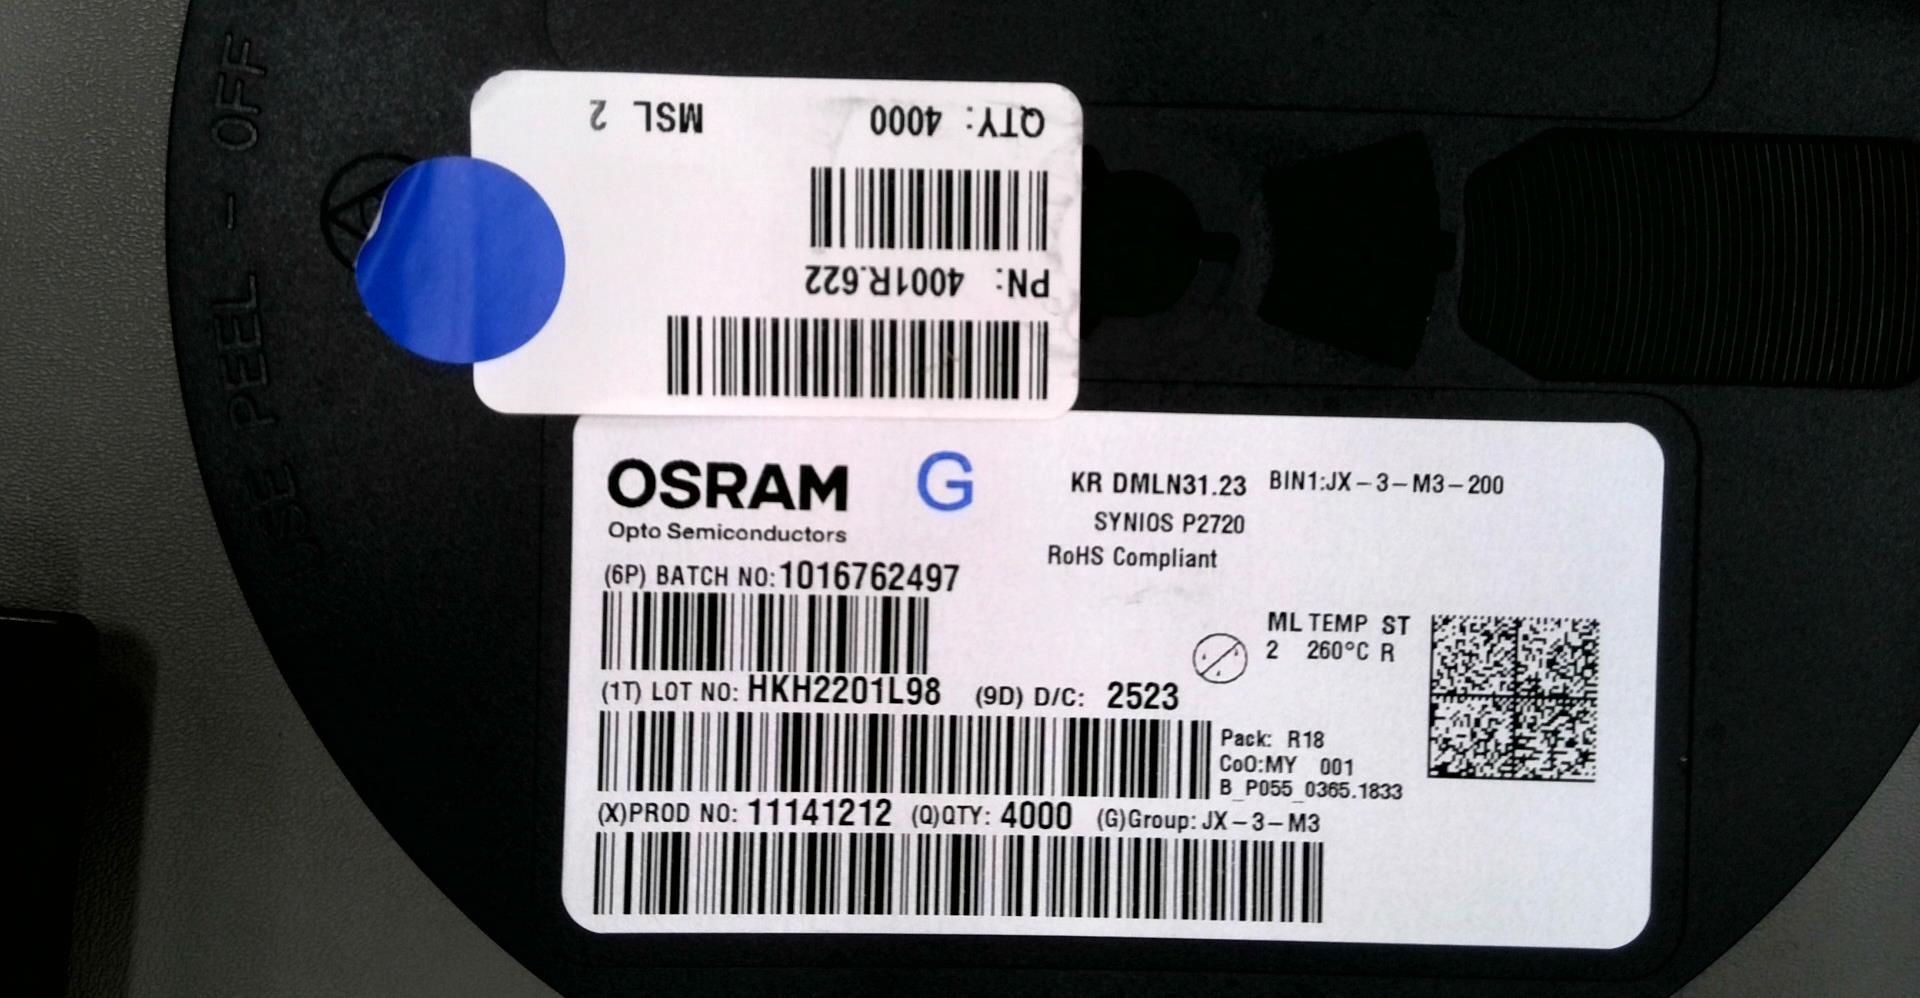 USE PEEL - OFF
QTY: 4000 MSL 2
PN: 4001R.622
OSRAM
Opto Semiconductors
G
KR DMLN31.23 BIN1:JX-3-M3-200
SYNIOS P2720
RoHS Compliant
(6P) BATCH NO:1016762497
ML TEMP ST
2 260°C R
(1T) LOT NO: HKH2201L98 (9D) D/C: 2523
Pack: R18
CoO:MY 001
B_P055_0365.1833
(X)PROD NO: 11141212 (Q)QTY: 4000 (G)Group: JX-3-M3